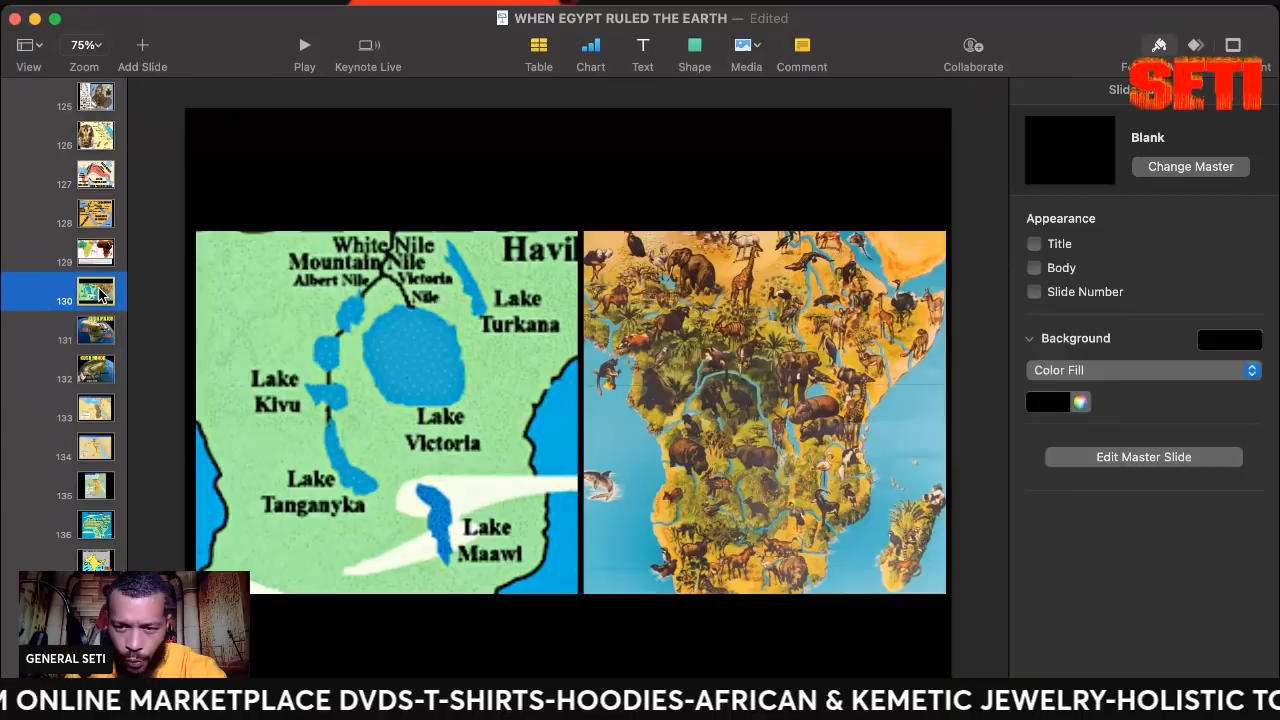 WHEN EGYPT RULED THE EARTH — Edited
75%
View
Zoom
Add Slide
Play
Keynote Live
Table
Chart
Text
Shape
Media
Comment
Collaborate
SETI
125
126
127
128
129
130
131
132
133
134
135
136
White Nile
Mountain Nile
Albert Nile
Victoria
Nile
Havil
Lake
Turkana
Lake
Kivu
Lake
Victoria
Lake
Tanganyka
Lake
Maawi
Blank
Change Master
Appearance
Title
Body
Slide Number
Background
Color Fill
Edit Master Slide
GENERAL SETI
M ONLINE MARKETPLACE DVDS-T-SHIRTS-HOODIES-AFRICAN & KEMETIC JEWELRY-HOLISTIC TO